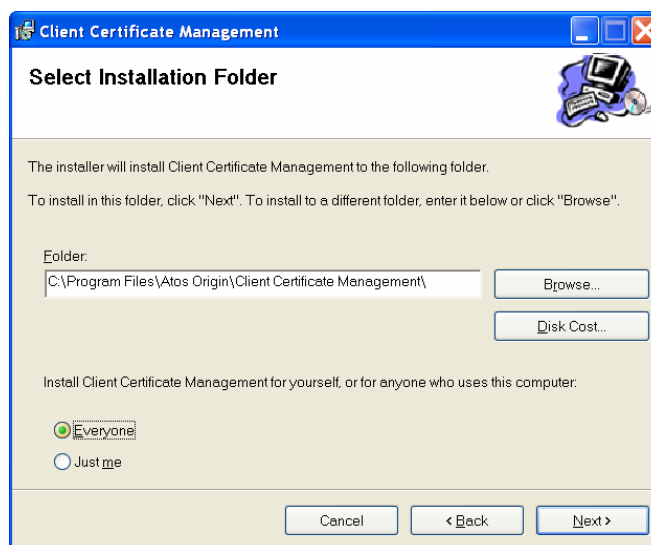 Client Certificate Management
Select Installation Folder
The installer will install Client Certificate Management to the following folder.
To install in this folder, click "Next". To install to a different folder, enter it below or click "Browse".
Folder:
C:\Program Files\Atos Origin\Client Certificate Management\
Browse...
Disk Cost...
Install Client Certificate Management for yourself, or for anyone who uses this computer:
Everyone
Just me
Cancel
< Back
Next >